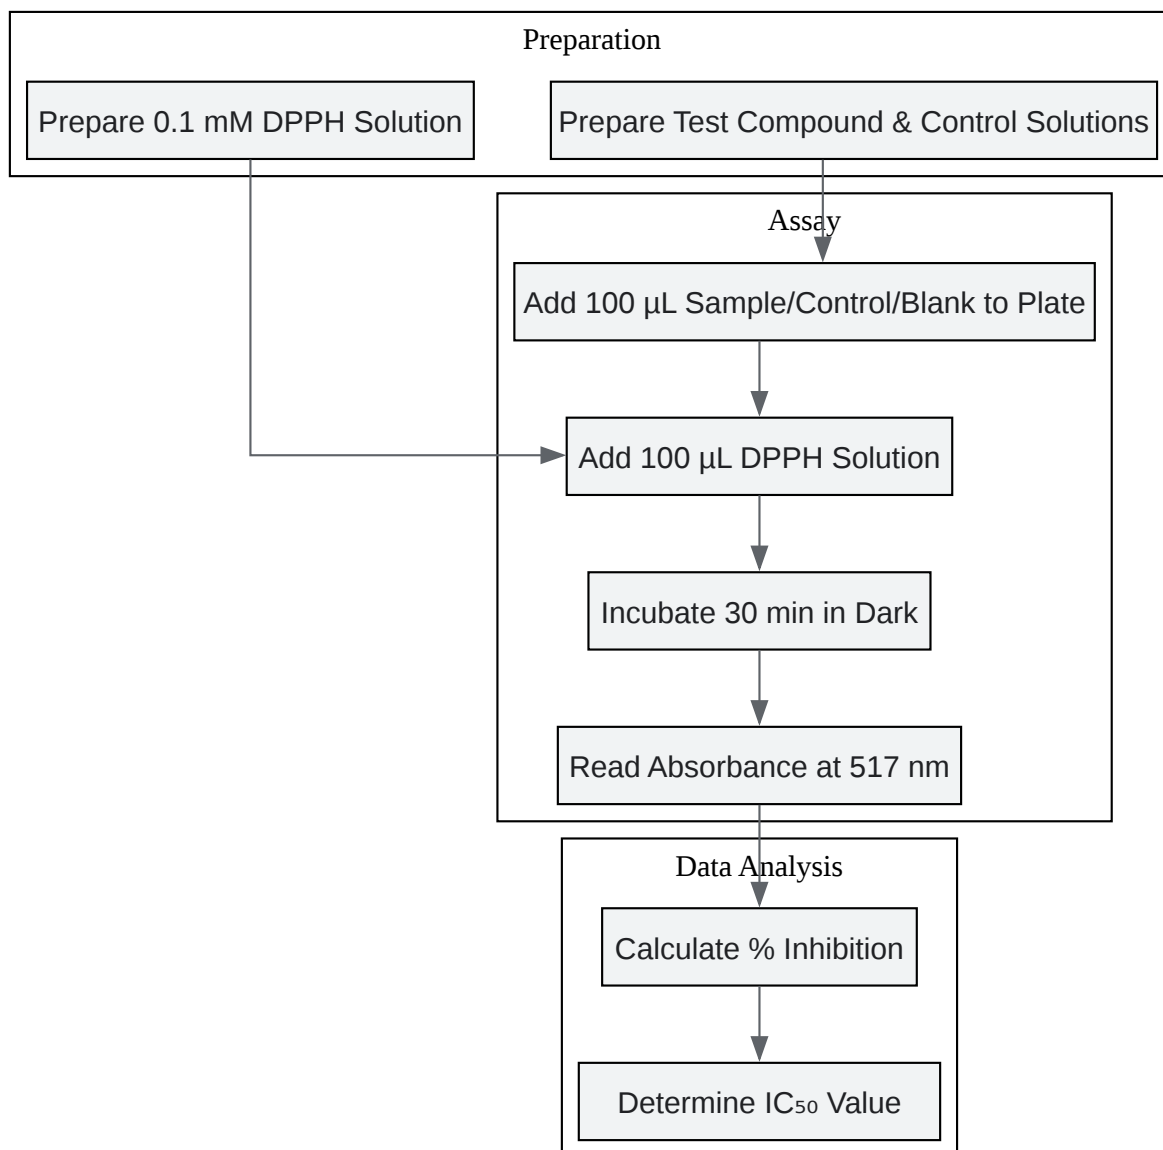 Preparation
Prepare 0.1 mM DPPH Solution
Prepare Test Compound & Control Solutions
Assay
Add 100 µL Sample/Control/Blank to Plate
Add 100 µL DPPH Solution
Incubate 30 min in Dark
Read Absorbance at 517 nm
Data Analysis
Calculate % Inhibition
Determine IC₅₀ Value